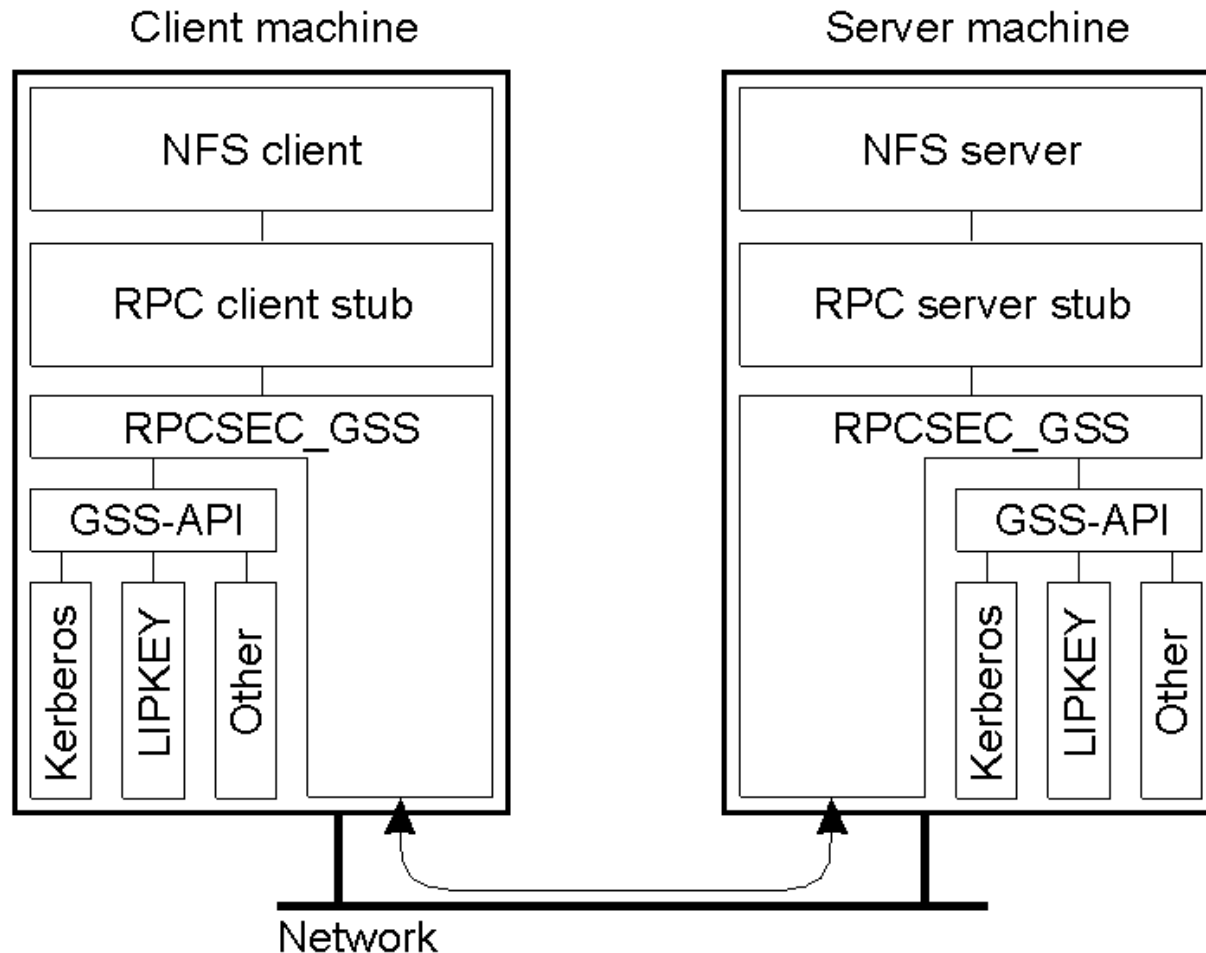 Client machine
Server machine
NFS client
NFS server
RPC client stub
RPC server stub
RPCSEC_GSS
RPCSEC_GSS
GSS-API
GSS-API
Kerberos
LIPKEY
Other
Kerberos
LIPKEY
Other
Network